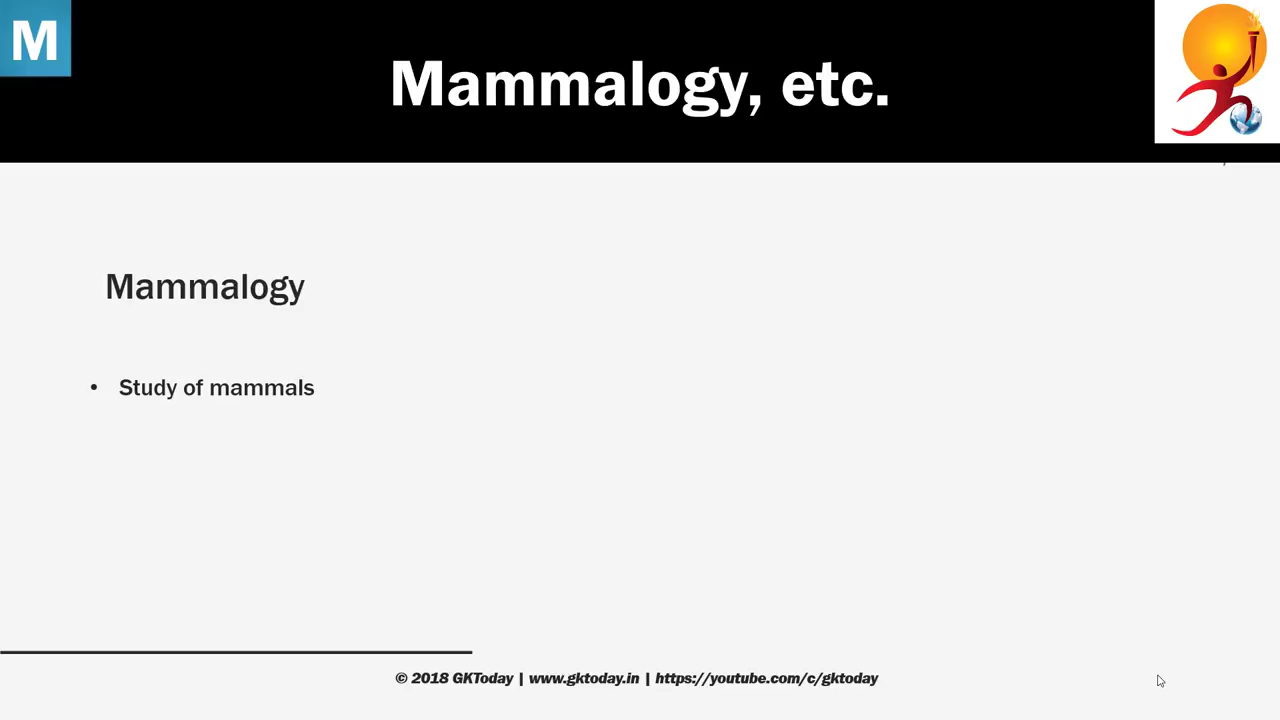 M
Mammalogy, etc.
Mammalogy
• Study of mammals
© 2018 GKToday | www.gktoday.in | https://youtube.com/c/gktoday